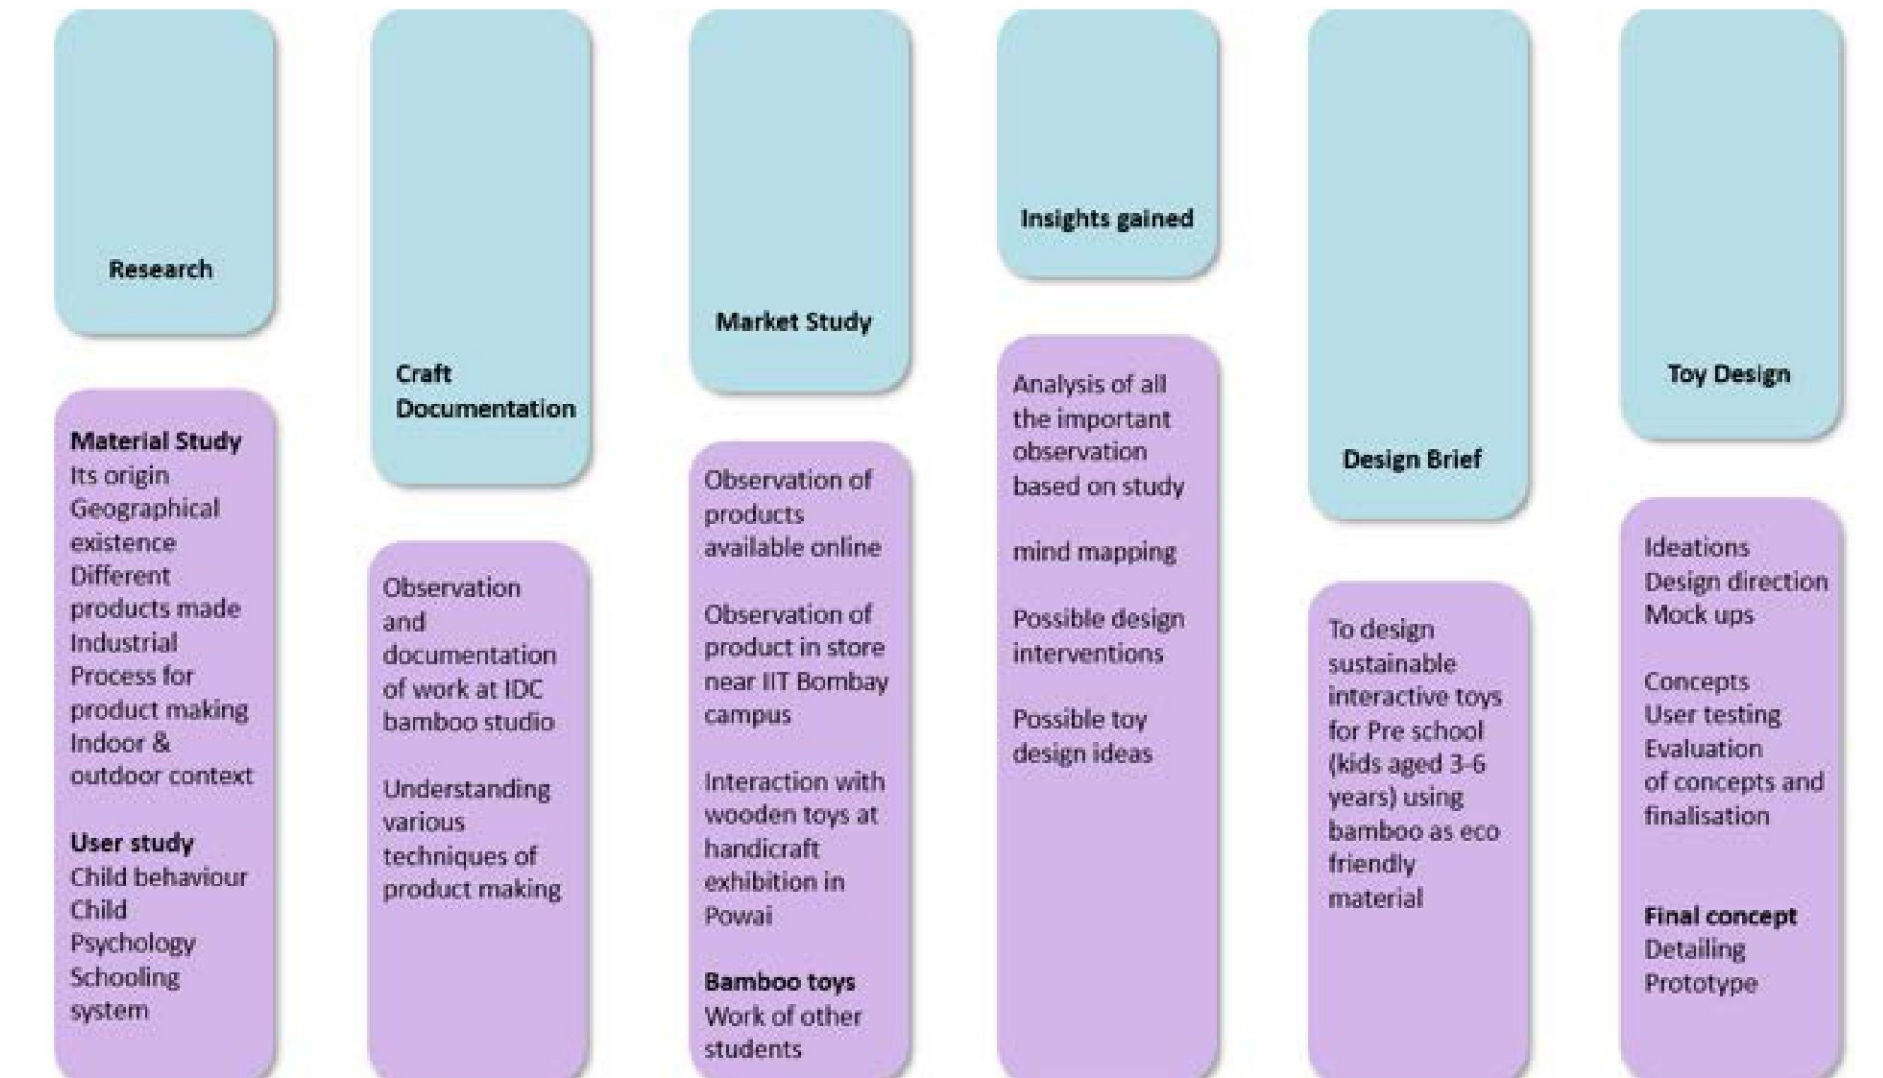 Research
Material Study
Its origin
Geographical
existence
Different
products made
Industrial
Process for
product making
Indoor &
outdoor context
User study
Child behaviour
Child
Psychology
Schooling
system
Craft
Documentation
Observation
and
documentation
of work at IDC
bamboo studio
Understanding
various
techniques of
product making
Market Study
Observation of
products
available online
Observation of
product in store
near IIT Bombay
campus
Interaction with
wooden toys at
handicraft
exhibition in
Powai
Bamboo toys
Work of other
students
Insights gained
Analysis of all
the important
observation
based on study
mind mapping
Possible design
interventions
Possible toy
design ideas
Design Brief
To design
sustainable
interactive toys
for Pre school
(kids aged 3-6
years) using
bamboo as eco
friendly
material
Toy Design
Ideations
Design direction
Mock ups
Concepts
User testing
Evaluation
of concepts and
finalisation
Final concept
Detailing
Prototype